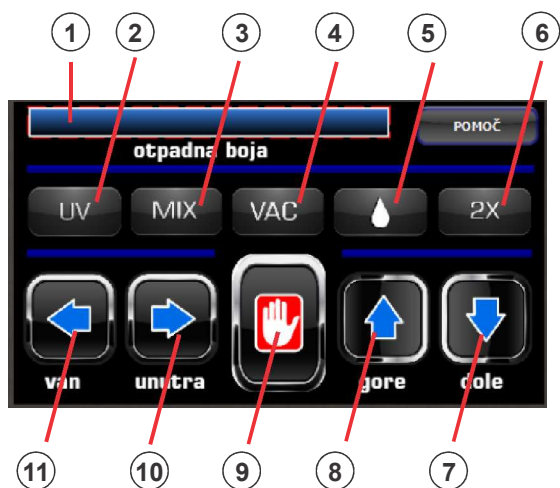 1 2 3 4 5 6
POMOČ
otpadna boja
UV MIX VAC 2X
van unutra gore dole
11 10 9 8 7